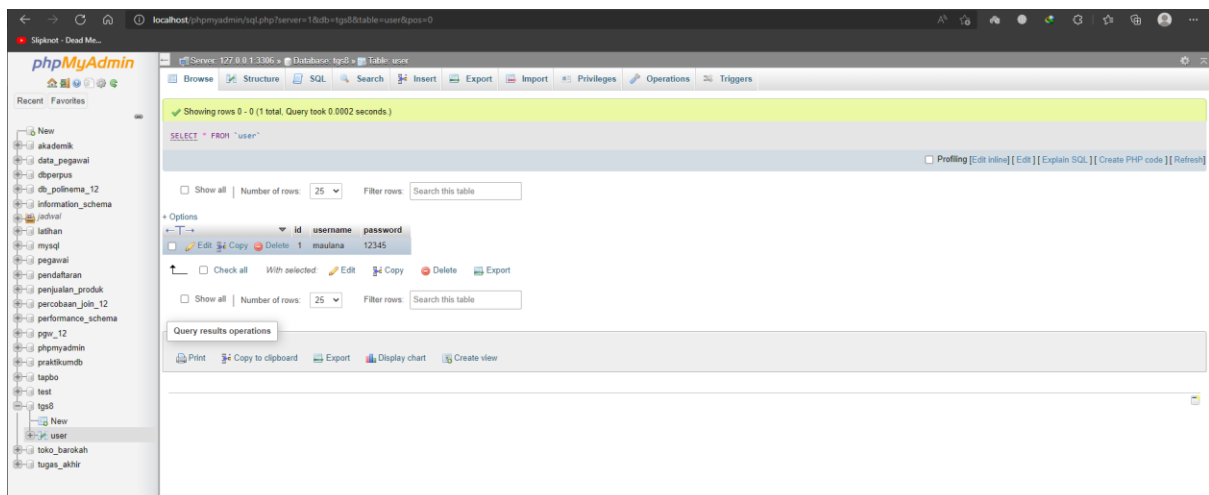 localhost/phpmyadmin/sql.php?server=1&db=tgs8&table=user&pos=0
Slipknot - Dead Me...
phpMyAdmin
Recent Favorites
New
akademik
data_pegawai
dbperpus
db_polinema_12
information_schema
jadwal
latihan
mysql
pegawai
pendaftaran
penjualan_produk
percobaan_join_12
performance_schema
pgw_12
phpmyadmin
praktikumdb
tapbo
test
tgs8
New
user
toko_barokah
tugas_akhir
Server: 127.0.0.1:3306 » Database: tgs8 » Table: user
Browse Structure SQL Search Insert Export Import Privileges Operations Triggers
Showing rows 0 - 0 (1 total, Query took 0.0002 seconds.)
SELECT * FROM `user`
Profiling [Edit inline] [ Edit ] [ Explain SQL ] [ Create PHP code ] [ Refresh]
Show all | Number of rows: 25 Filter rows: Search this table
+ Options
←T→ id username password
Edit Copy Delete 1 maulana 12345
Check all With selected: Edit Copy Delete Export
Show all | Number of rows: 25 Filter rows: Search this table
Query results operations
Print Copy to clipboard Export Display chart Create view